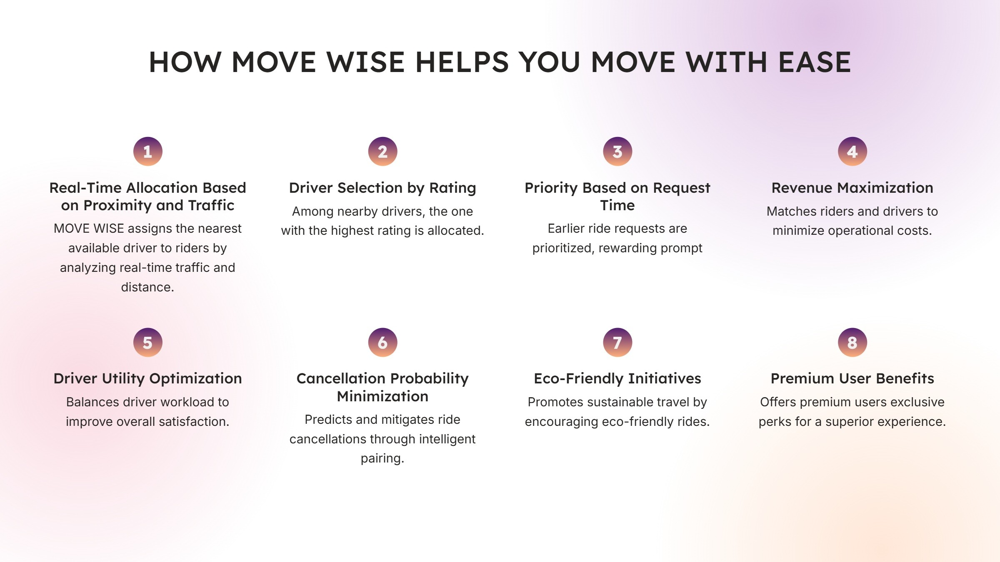 HOW MOVE WISE HELPS YOU MOVE WITH EASE
1
Real-Time Allocation Based
on Proximity and Traffic
MOVE WISE assigns the nearest
available driver to riders by
analyzing real-time traffic and
distance.
2
Driver Selection by Rating
Among nearby drivers, the one
with the highest rating is allocated.
3
Priority Based on Request
Time
Earlier ride requests are
prioritized, rewarding prompt
4
Revenue Maximization
Matches riders and drivers to
minimize operational costs.
5
Driver Utility Optimization
Balances driver workload to
improve overall satisfaction.
6
Cancellation Probability
Minimization
Predicts and mitigates ride
cancellations through intelligent
pairing.
7
Eco-Friendly Initiatives
Promotes sustainable travel by
encouraging eco-friendly rides.
8
Premium User Benefits
Offers premium users exclusive
perks for a superior experience.